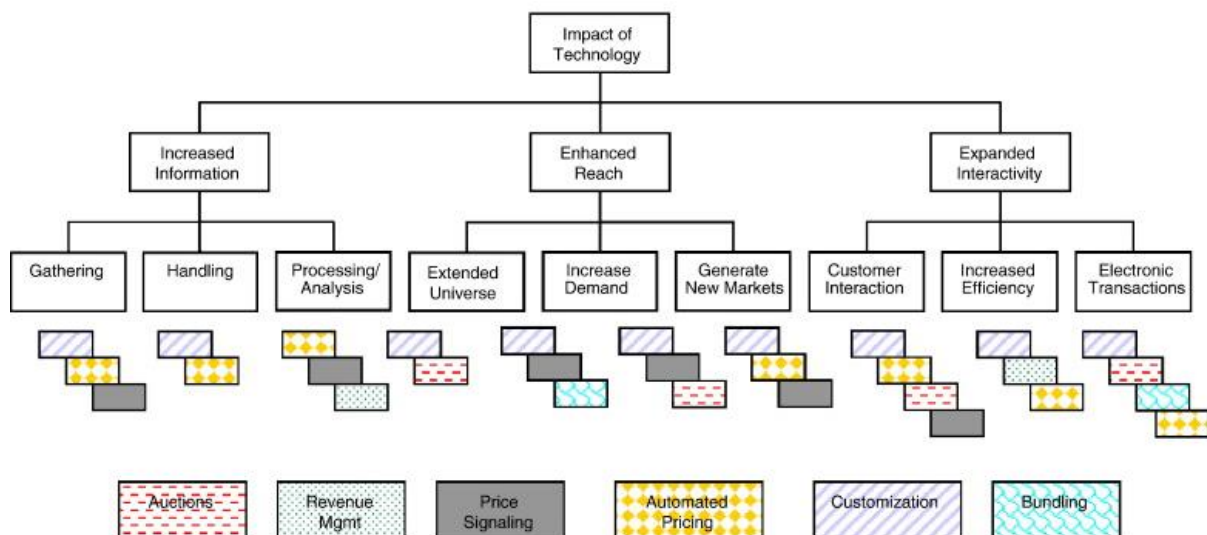 Impact of
Technology
Increased
Information
Enhanced
Reach
Expanded
Interactivity
Gathering
Handling
Processing/
Analysis
Extended
Universe
Increase
Demand
Generate
New Markets
Customer
Interaction
Increased
Efficiency
Electronic
Transactions
Auctions
Revenue
Mgmt
Price
Signaling
Automated
Pricing
Customization
Bundling